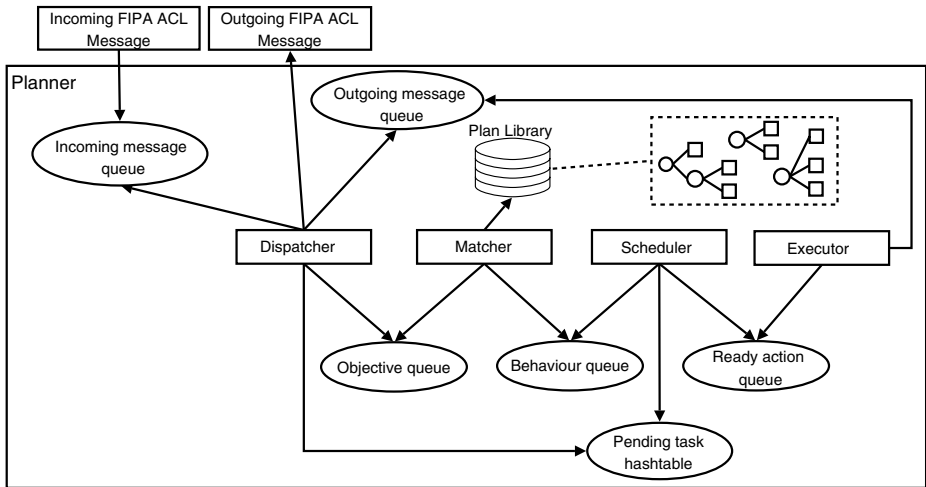 Incoming FIPA ACL
Message
Outgoing FIPA ACL
Message
Planner
Outgoing message
queue
Plan Library
Incoming message
queue
Dispatcher
Matcher
Scheduler
Executor
Objective queue
Behaviour queue
Ready action
queue
Pending task
hashtable